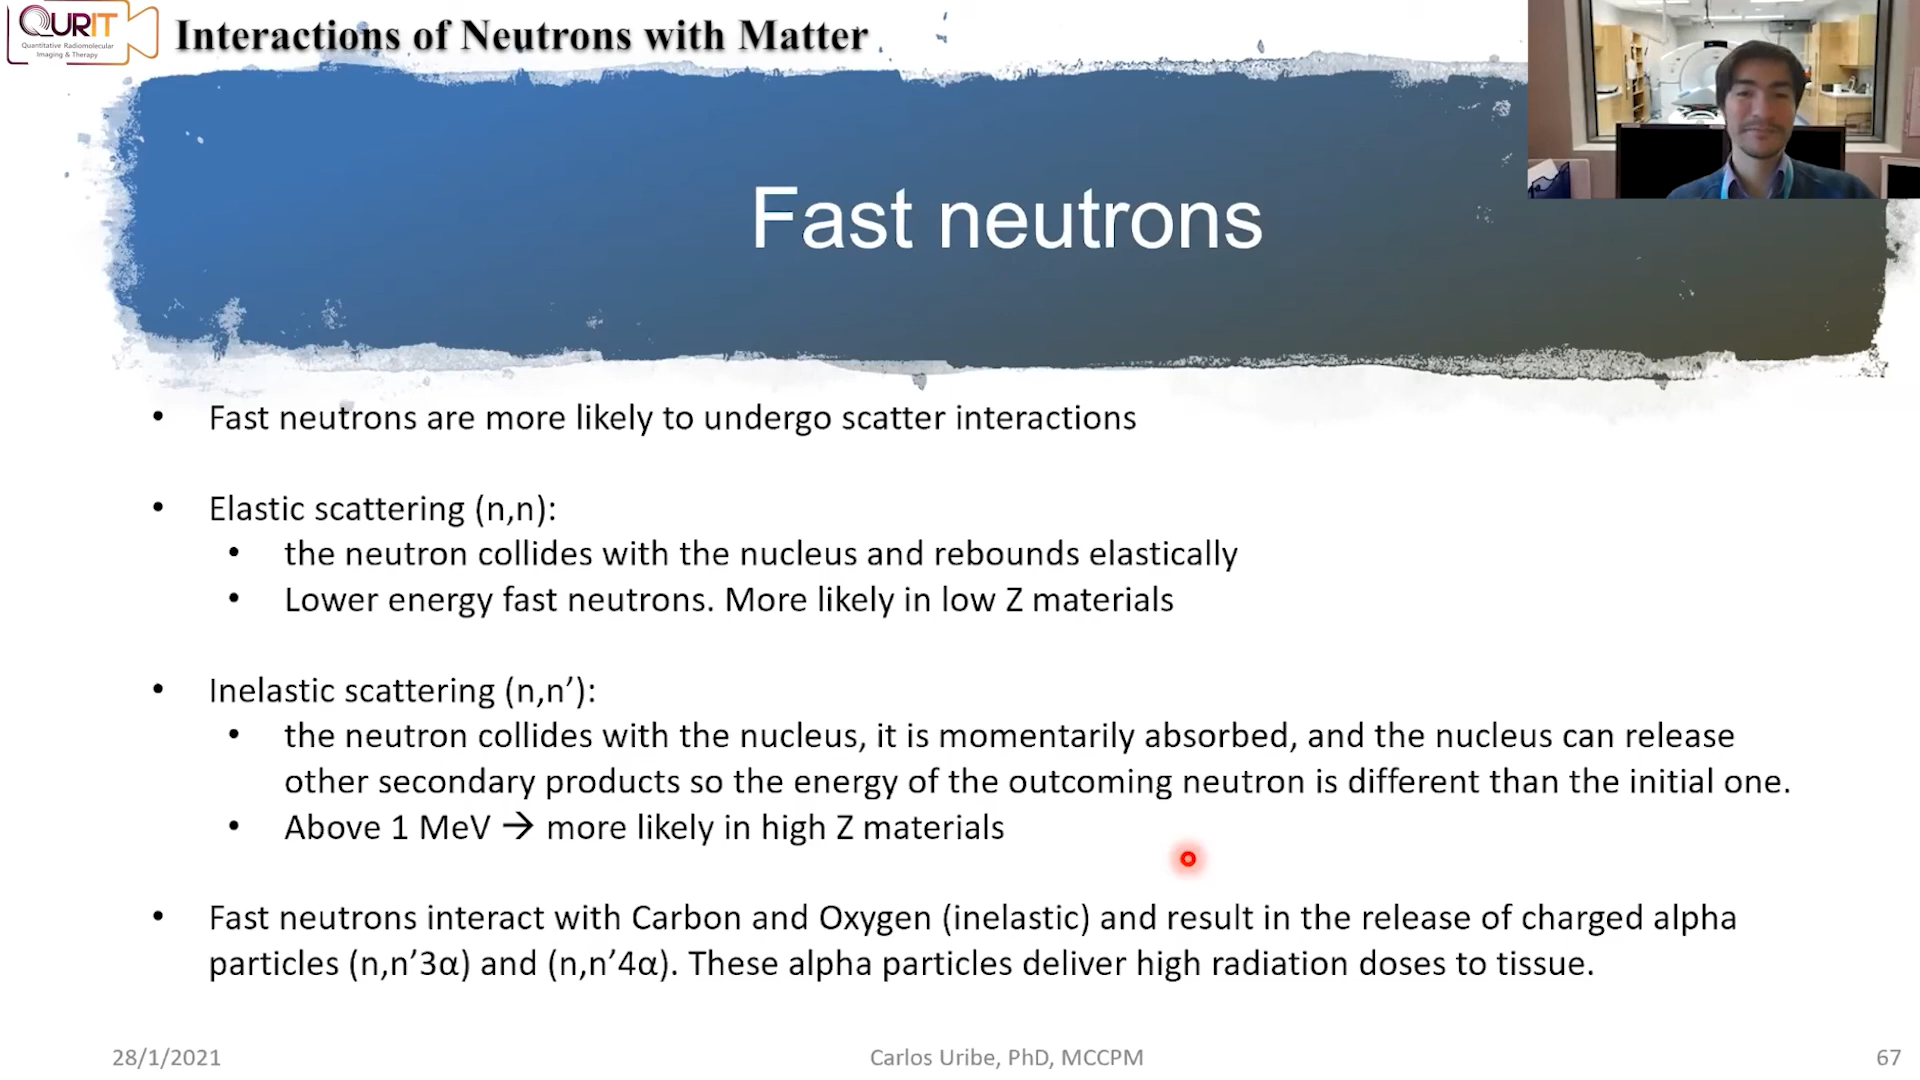 QURIT
Quantitative Radiomolecular
Imaging & Therapy
Interactions of Neutrons with Matter
Fast neutrons
• Fast neutrons are more likely to undergo scatter interactions
• Elastic scattering (n,n):
• the neutron collides with the nucleus and rebounds elastically
• Lower energy fast neutrons. More likely in low Z materials
• Inelastic scattering (n,n’):
• the neutron collides with the nucleus, it is momentarily absorbed, and the nucleus can release
other secondary products so the energy of the outcoming neutron is different than the initial one.
• Above 1 MeV → more likely in high Z materials
• Fast neutrons interact with Carbon and Oxygen (inelastic) and result in the release of charged alpha
particles (n,n’3α) and (n,n’4α). These alpha particles deliver high radiation doses to tissue.
28/1/2021
Carlos Uribe, PhD, MCCPM
67